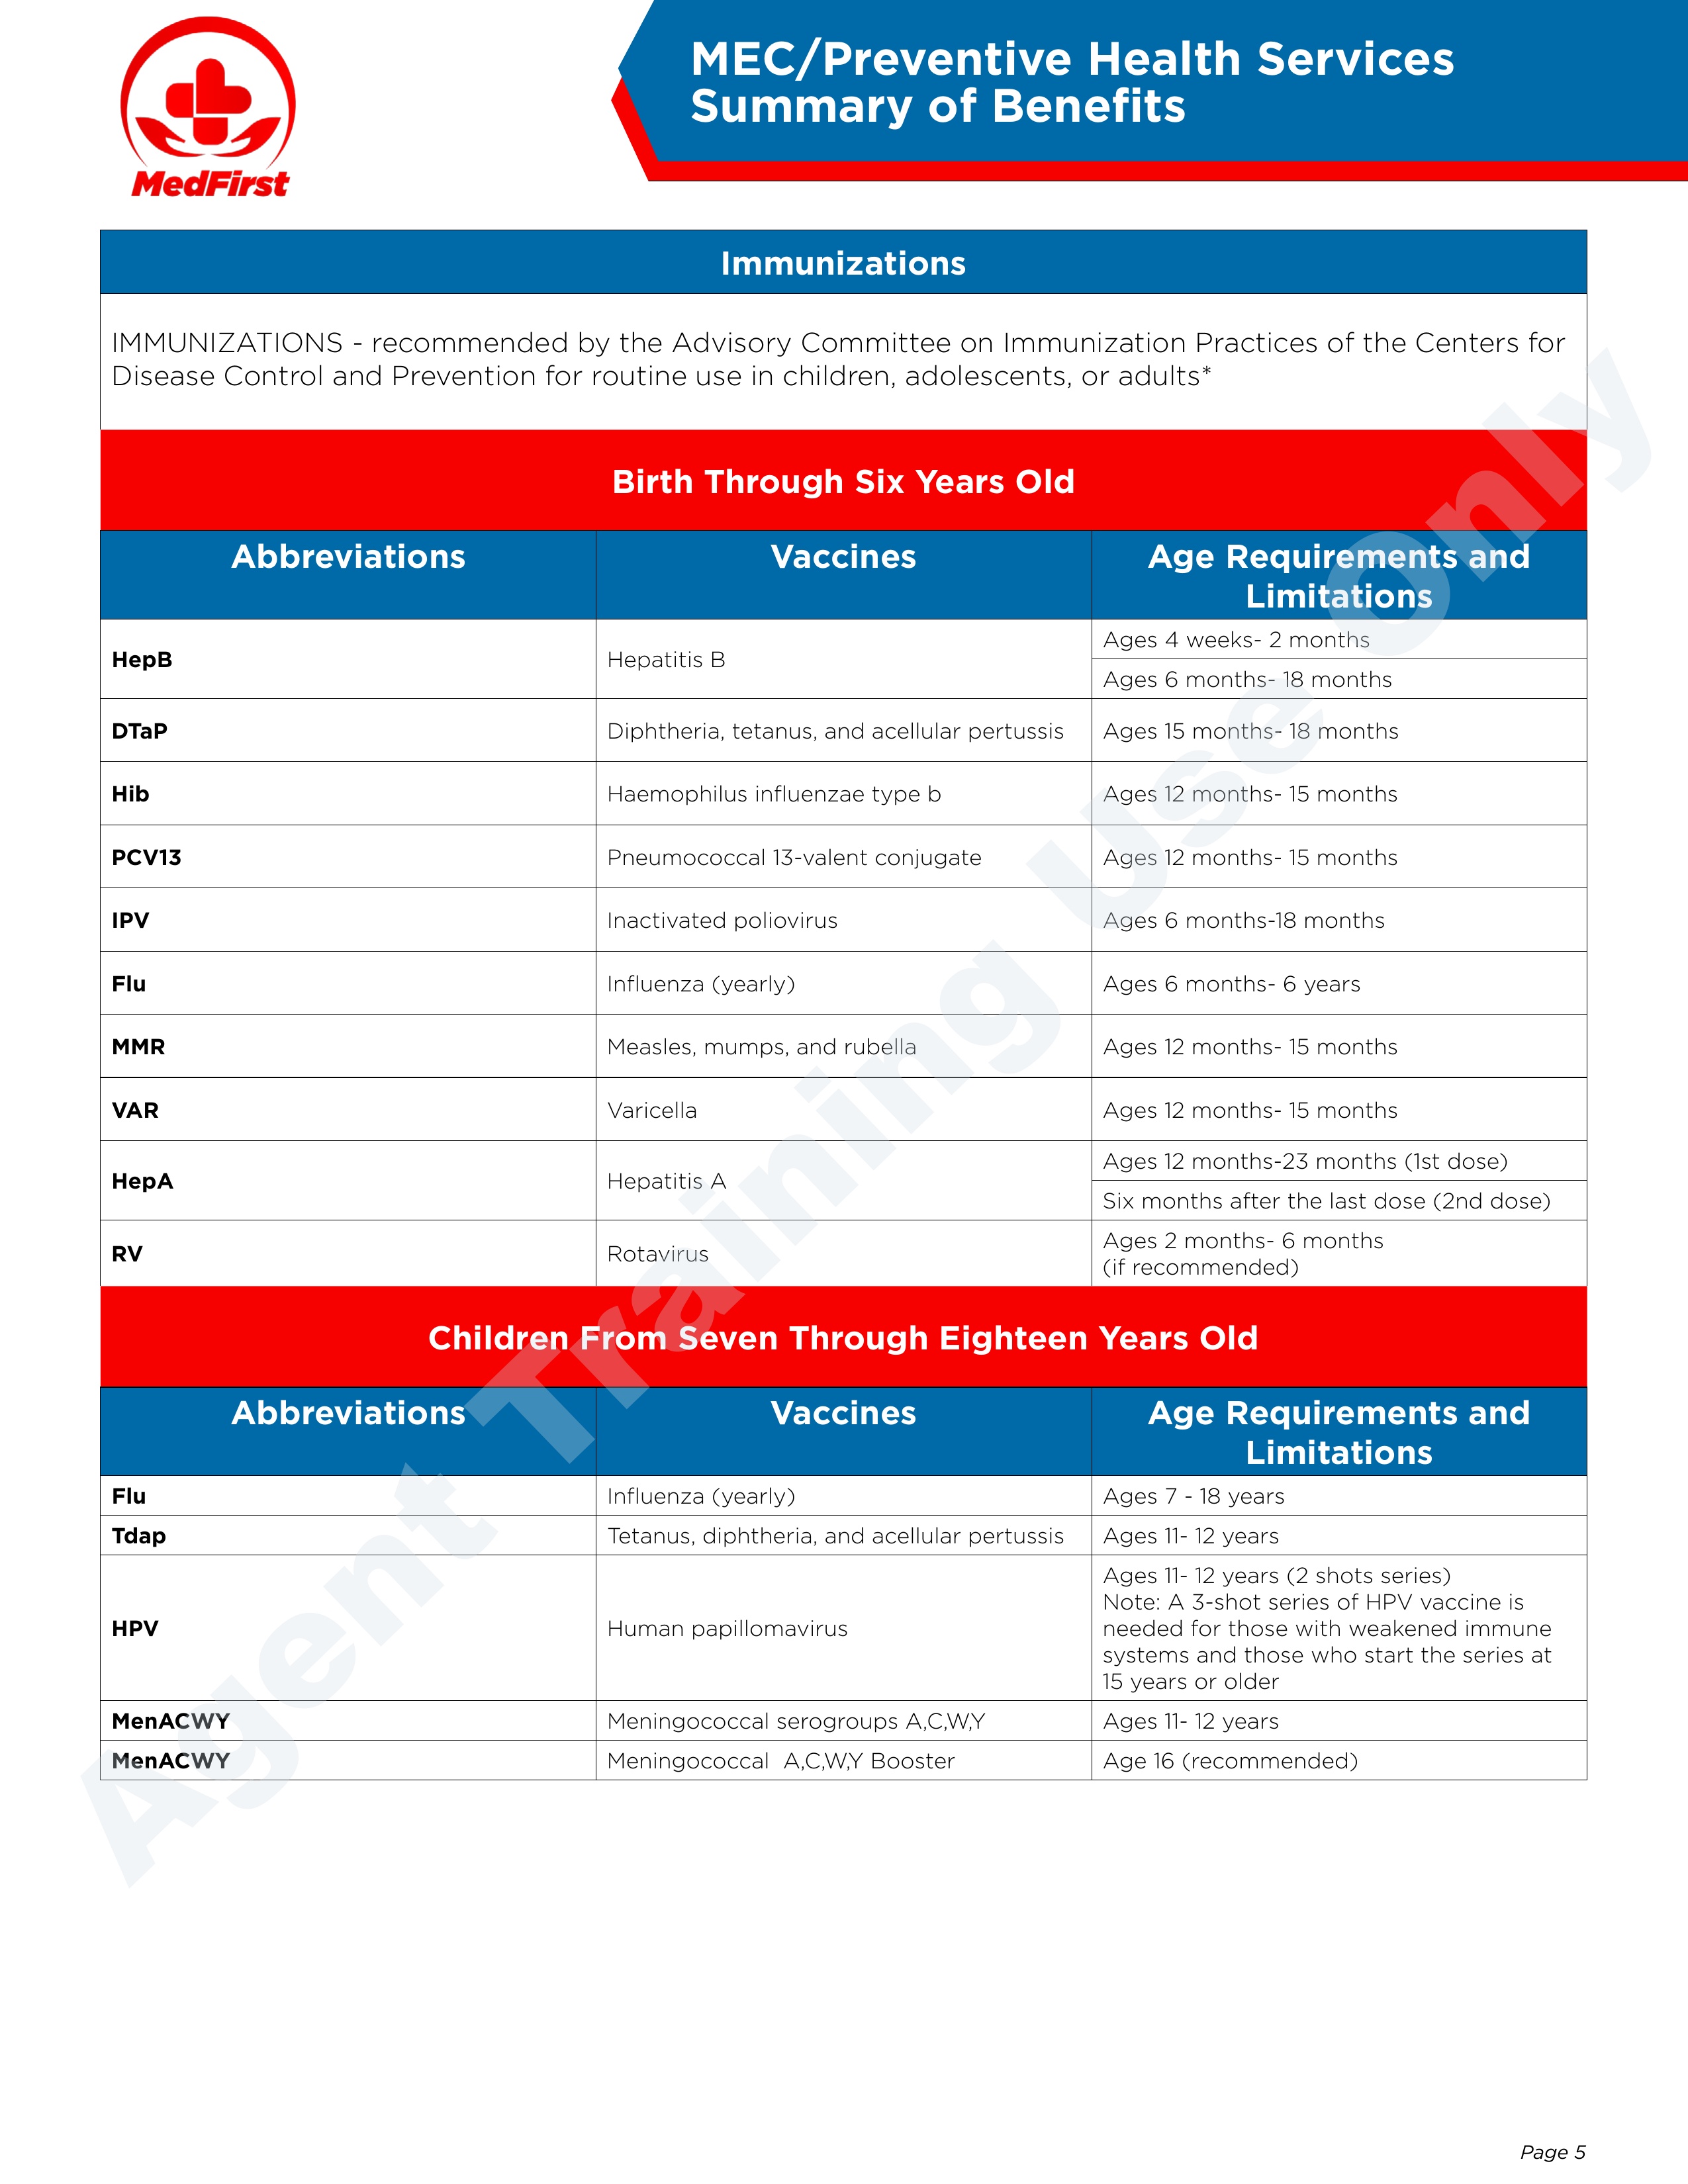 MedFirst
MEC/Preventive Health Services
Summary of Benefits
Immunizations
IMMUNIZATIONS - recommended by the Advisory Committee on Immunization Practices of the Centers for
Disease Control and Prevention for routine use in children, adolescents, or adults*
Birth Through Six Years Old
Abbreviations
Vaccines
Age Requirements and
Limitations
HepB
Hepatitis B
Ages 4 weeks- 2 months
Ages 6 months- 18 months
DTaP
Diphtheria, tetanus, and acellular pertussis
Ages 15 months- 18 months
Hib
Haemophilus influenzae type b
Ages 12 months- 15 months
PCV13
Pneumococcal 13-valent conjugate
Ages 12 months- 15 months
IPV
Inactivated poliovirus
Ages 6 months-18 months
Flu
Influenza (yearly)
Ages 6 months- 6 years
MMR
Measles, mumps, and rubella
Ages 12 months- 15 months
VAR
Varicella
Ages 12 months- 15 months
HepA
Hepatitis A
Ages 12 months-23 months (1st dose)
Six months after the last dose (2nd dose)
RV
Rotavirus
Ages 2 months- 6 months
(if recommended)
Children From Seven Through Eighteen Years Old
Abbreviations
Vaccines
Age Requirements and
Limitations
Flu
Influenza (yearly)
Ages 7 - 18 years
Tdap
Tetanus, diphtheria, and acellular pertussis
Ages 11- 12 years
HPV
Human papillomavirus
Ages 11- 12 years (2 shots series)
Note: A 3-shot series of HPV vaccine is
needed for those with weakened immune
systems and those who start the series at
15 years or older
MenACWY
Meningococcal serogroups A,C,W,Y
Ages 11- 12 years
MenACWY
Meningococcal  A,C,W,Y Booster
Age 16 (recommended)
Agent Training Use Only
Page 5